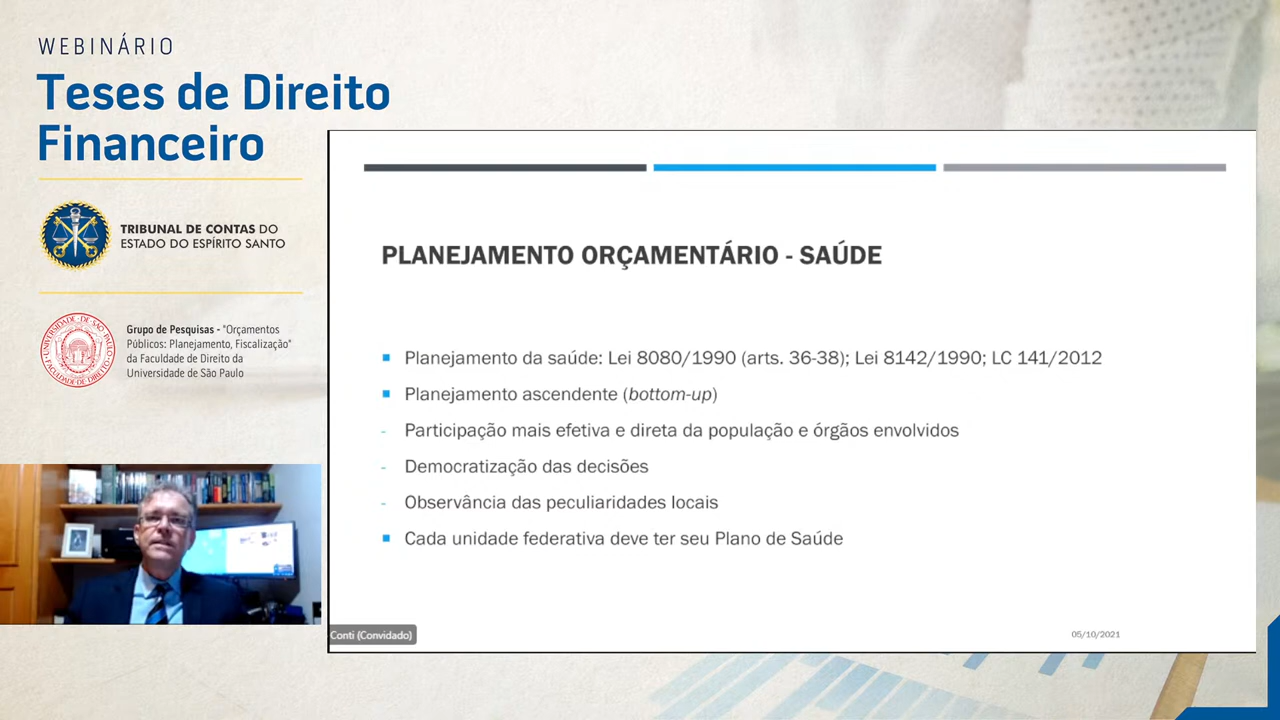 WEBINÁRIO
Teses de Direito
Financeiro
TRIBUNAL DE CONTAS DO
ESTADO DO ESPÍRITO SANTO
Grupo de Pesquisas - "Orçamentos
Públicos: Planejamento, Fiscalização"
da Faculdade de Direito da
Universidade de São Paulo
PLANEJAMENTO ORÇAMENTÁRIO - SAÚDE
Planejamento da saúde: Lei 8080/1990 (arts. 36-38); Lei 8142/1990; LC 141/2012
Planejamento ascendente (bottom-up)
- Participação mais efetiva e direta da população e órgãos envolvidos
- Democratização das decisões
- Observância das peculiaridades locais
Cada unidade federativa deve ter seu Plano de Saúde
Conti (Convidado)
05/10/2021